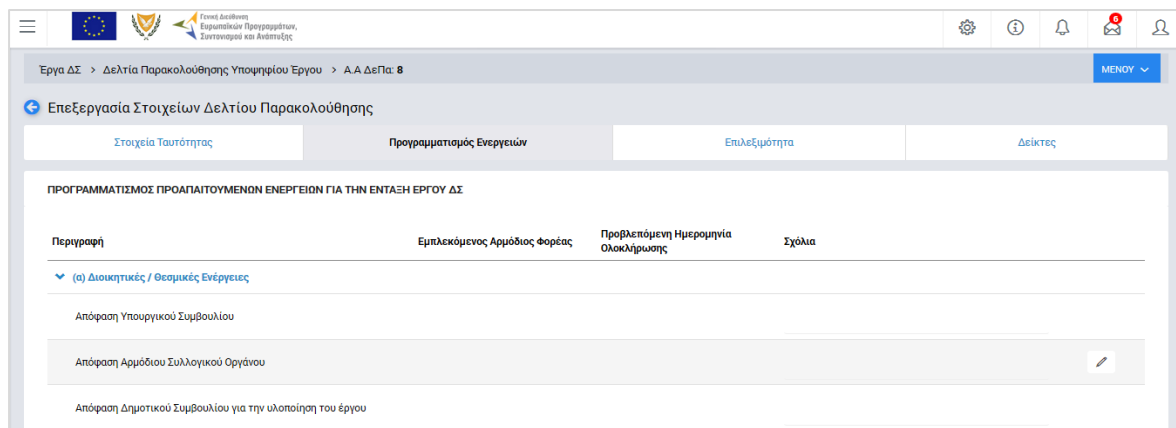 Γενική Διεύθυνση
Ευρωπαϊκών Προγραμμάτων,
Συντονισμού και Ανάπτυξης
6
Έργα ΔΣ > Δελτία Παρακολούθησης Υποψηφίου Έργου > Α.Α ΔεΠα: 8
ΜΕΝΟΥ
Επεξεργασία Στοιχείων Δελτίου Παρακολούθησης
Στοιχεία Ταυτότητας Προγραμματισμός Ενεργειών Επιλεξιμότητα Δείκτες
ΠΡΟΓΡΑΜΜΑΤΙΣΜΟΣ ΠΡΟΑΠΑΙΤΟΥΜΕΝΩΝ ΕΝΕΡΓΕΙΩΝ ΓΙΑ ΤΗΝ ΕΝΤΑΞΗ ΕΡΓΟΥ ΔΣ
Περιγραφή Εμπλεκόμενος Αρμόδιος Φορέας Προβλεπόμενη Ημερομηνία Σχόλια
Ολοκλήρωσης
(α) Διοικητικές / Θεσμικές Ενέργειες
Απόφαση Υπουργικού Συμβουλίου
Απόφαση Αρμόδιου Συλλογικού Οργάνου
Απόφαση Δημοτικού Συμβουλίου για την υλοποίηση του έργου